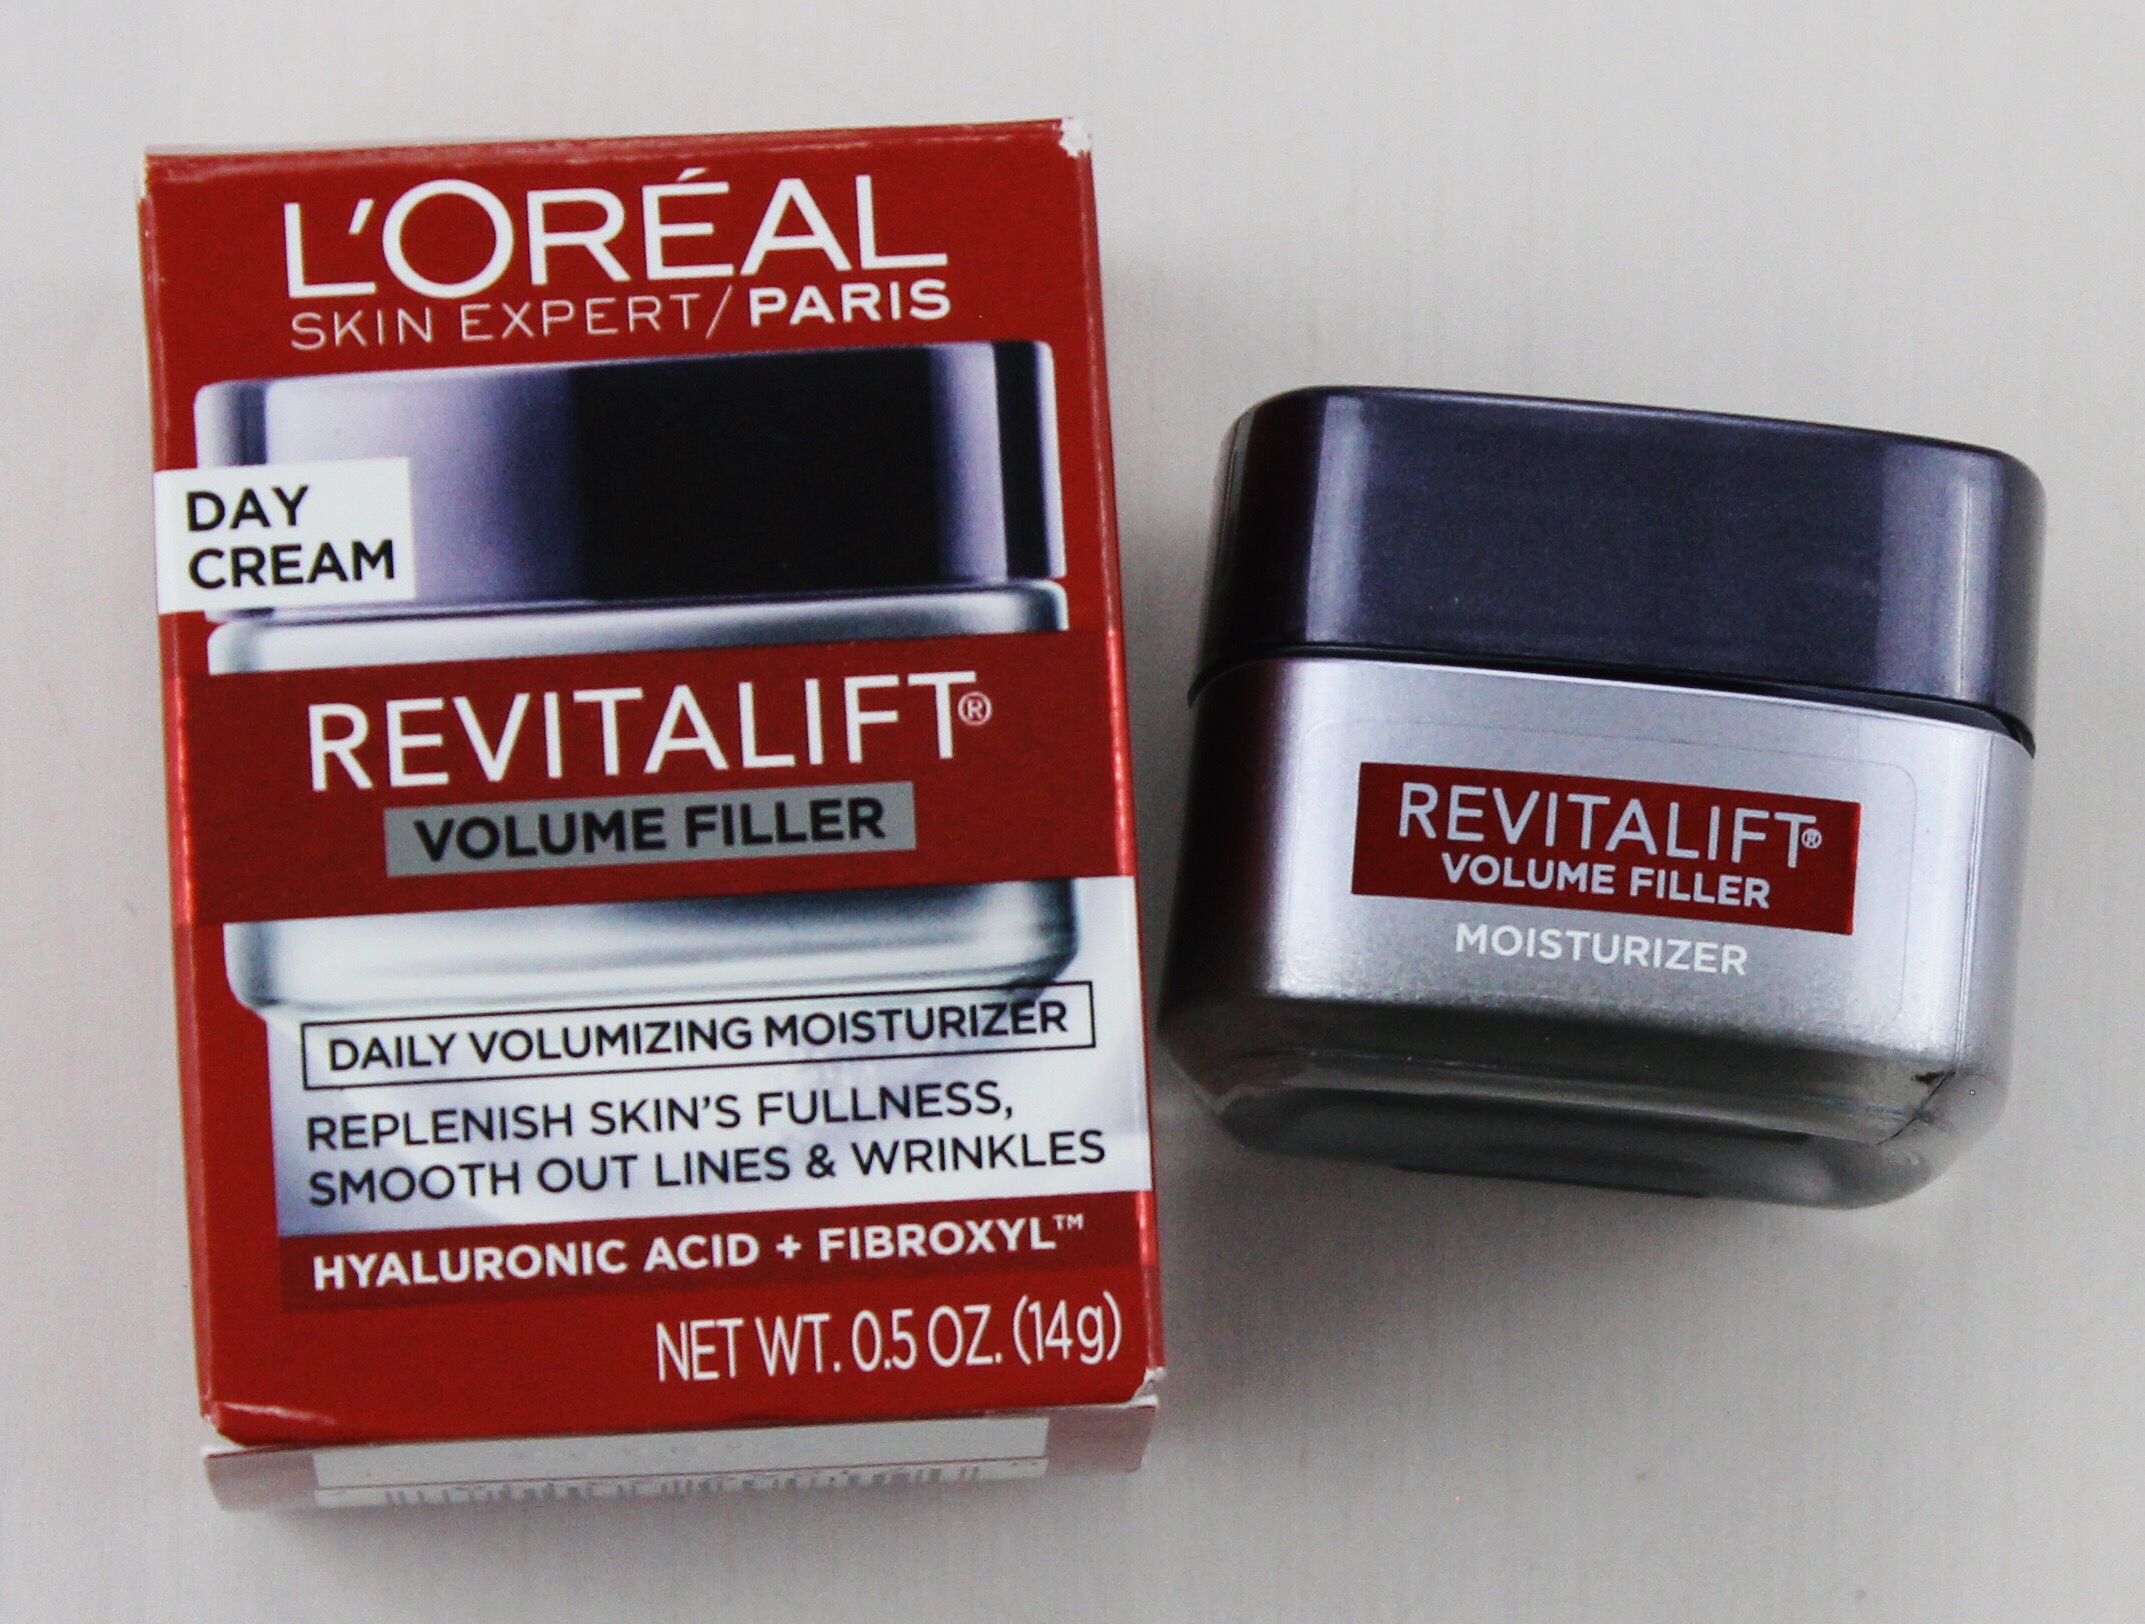 L'ORÉAL
SKIN EXPERT/PARIS
DAY
CREAM
REVITALIFT®
VOLUME FILLER
DAILY VOLUMIZING MOISTURIZER
REPLENISH SKIN'S FULLNESS,
SMOOTH OUT LINES & WRINKLES
HYALURONIC ACID + FIBROXYL™
NET WT. 0.5 OZ. (14g)
REVITALIFT®
VOLUME FILLER
MOISTURIZER